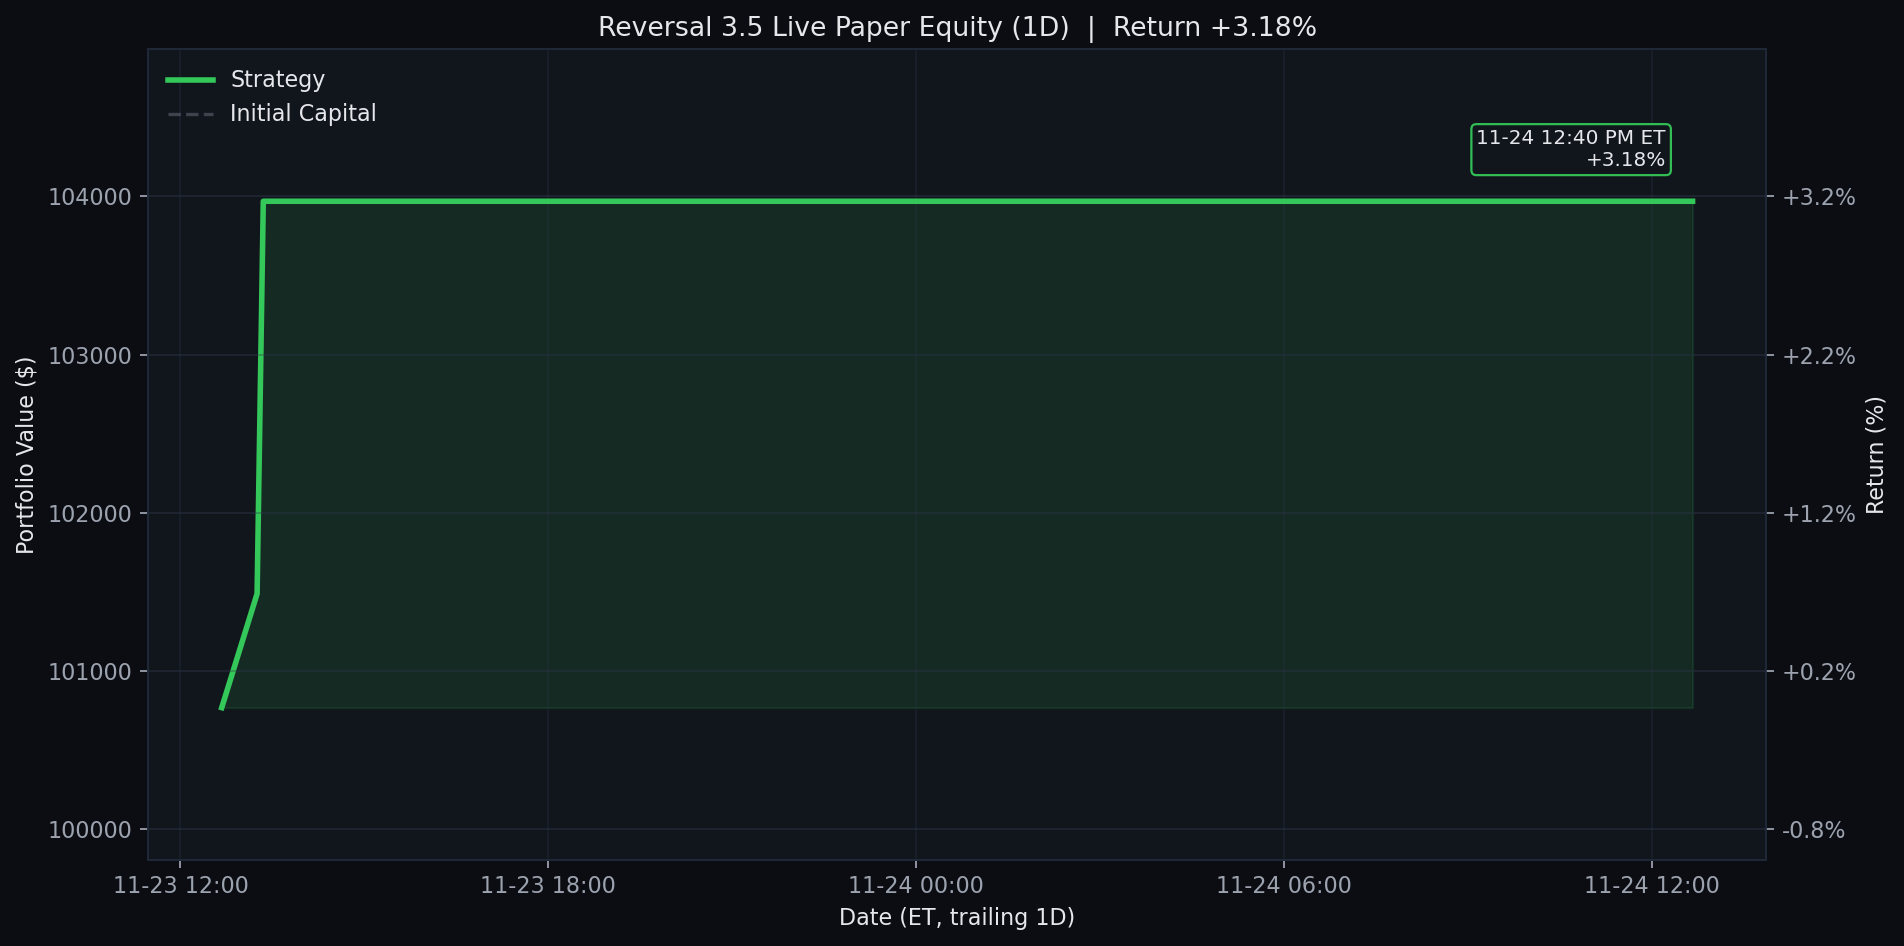 Reversal 3.5 Live Paper Equity (1D) | Return +3.18%
Strategy
Initial Capital
11-24 12:40 PM ET
+3.18%
104000
103000
102000
101000
100000
Portfolio Value ($)
+3.2%
+2.2%
+1.2%
+0.2%
-0.8%
Return (%)
11-23 12:00
11-23 18:00
11-24 00:00
11-24 06:00
11-24 12:00
Date (ET, trailing 1D)